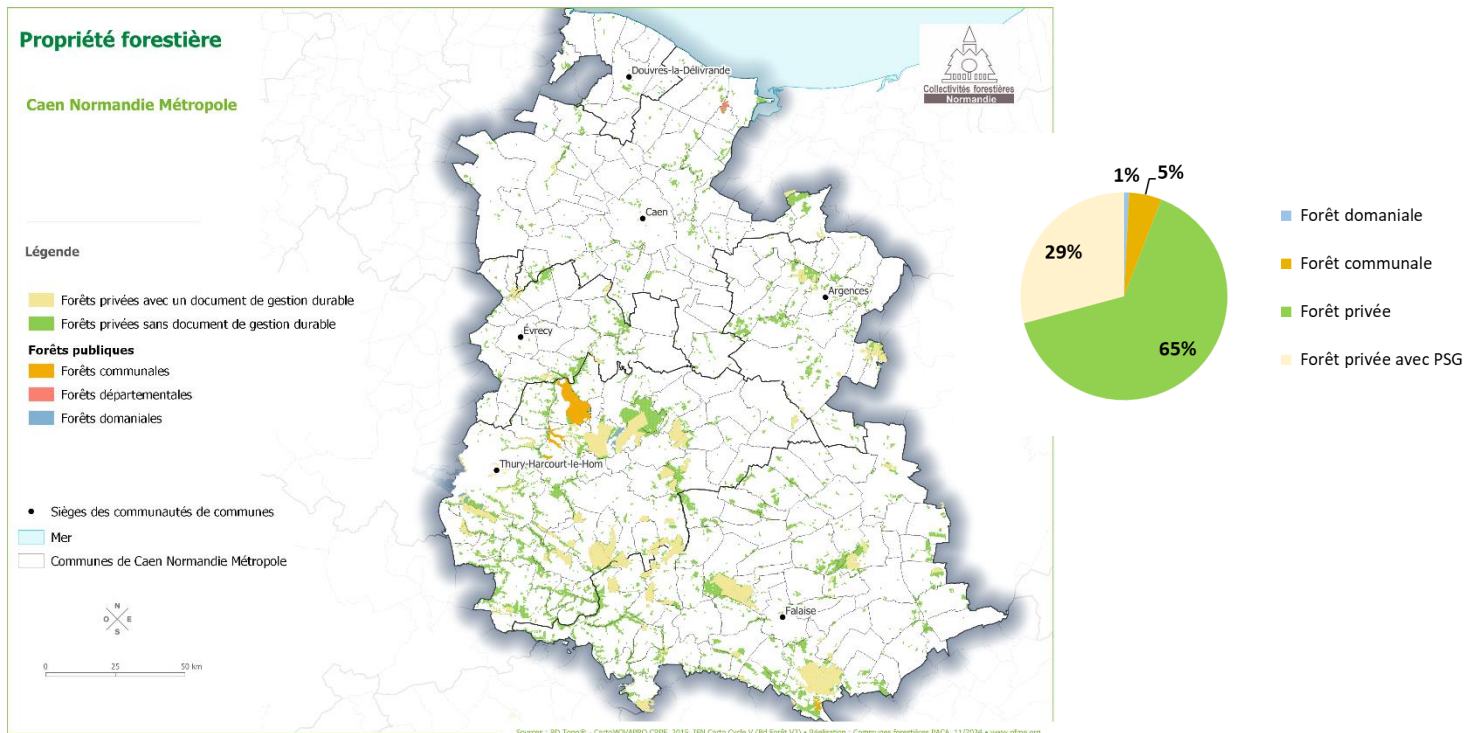 Propriété forestière
Caen Normandie Métropole
Légende
Forêts privées avec un document de gestion durable
Forêts privées sans document de gestion durable
Forêts publiques
Forêts communales
Forêts départementales
Forêts domaniales
Sièges des communautés de communes
Mer
Communes de Caen Normandie Métropole
N
O E
S
0 25 50 km
Douvres-la-Délivrande
Caen
Argences
Évrecy
Thury-Harcourt-le-Hom
Falaise
Collectivités forestières
Normandie
1%
5%
29%
65%
Forêt domaniale
Forêt communale
Forêt privée
Forêt privée avec PSG